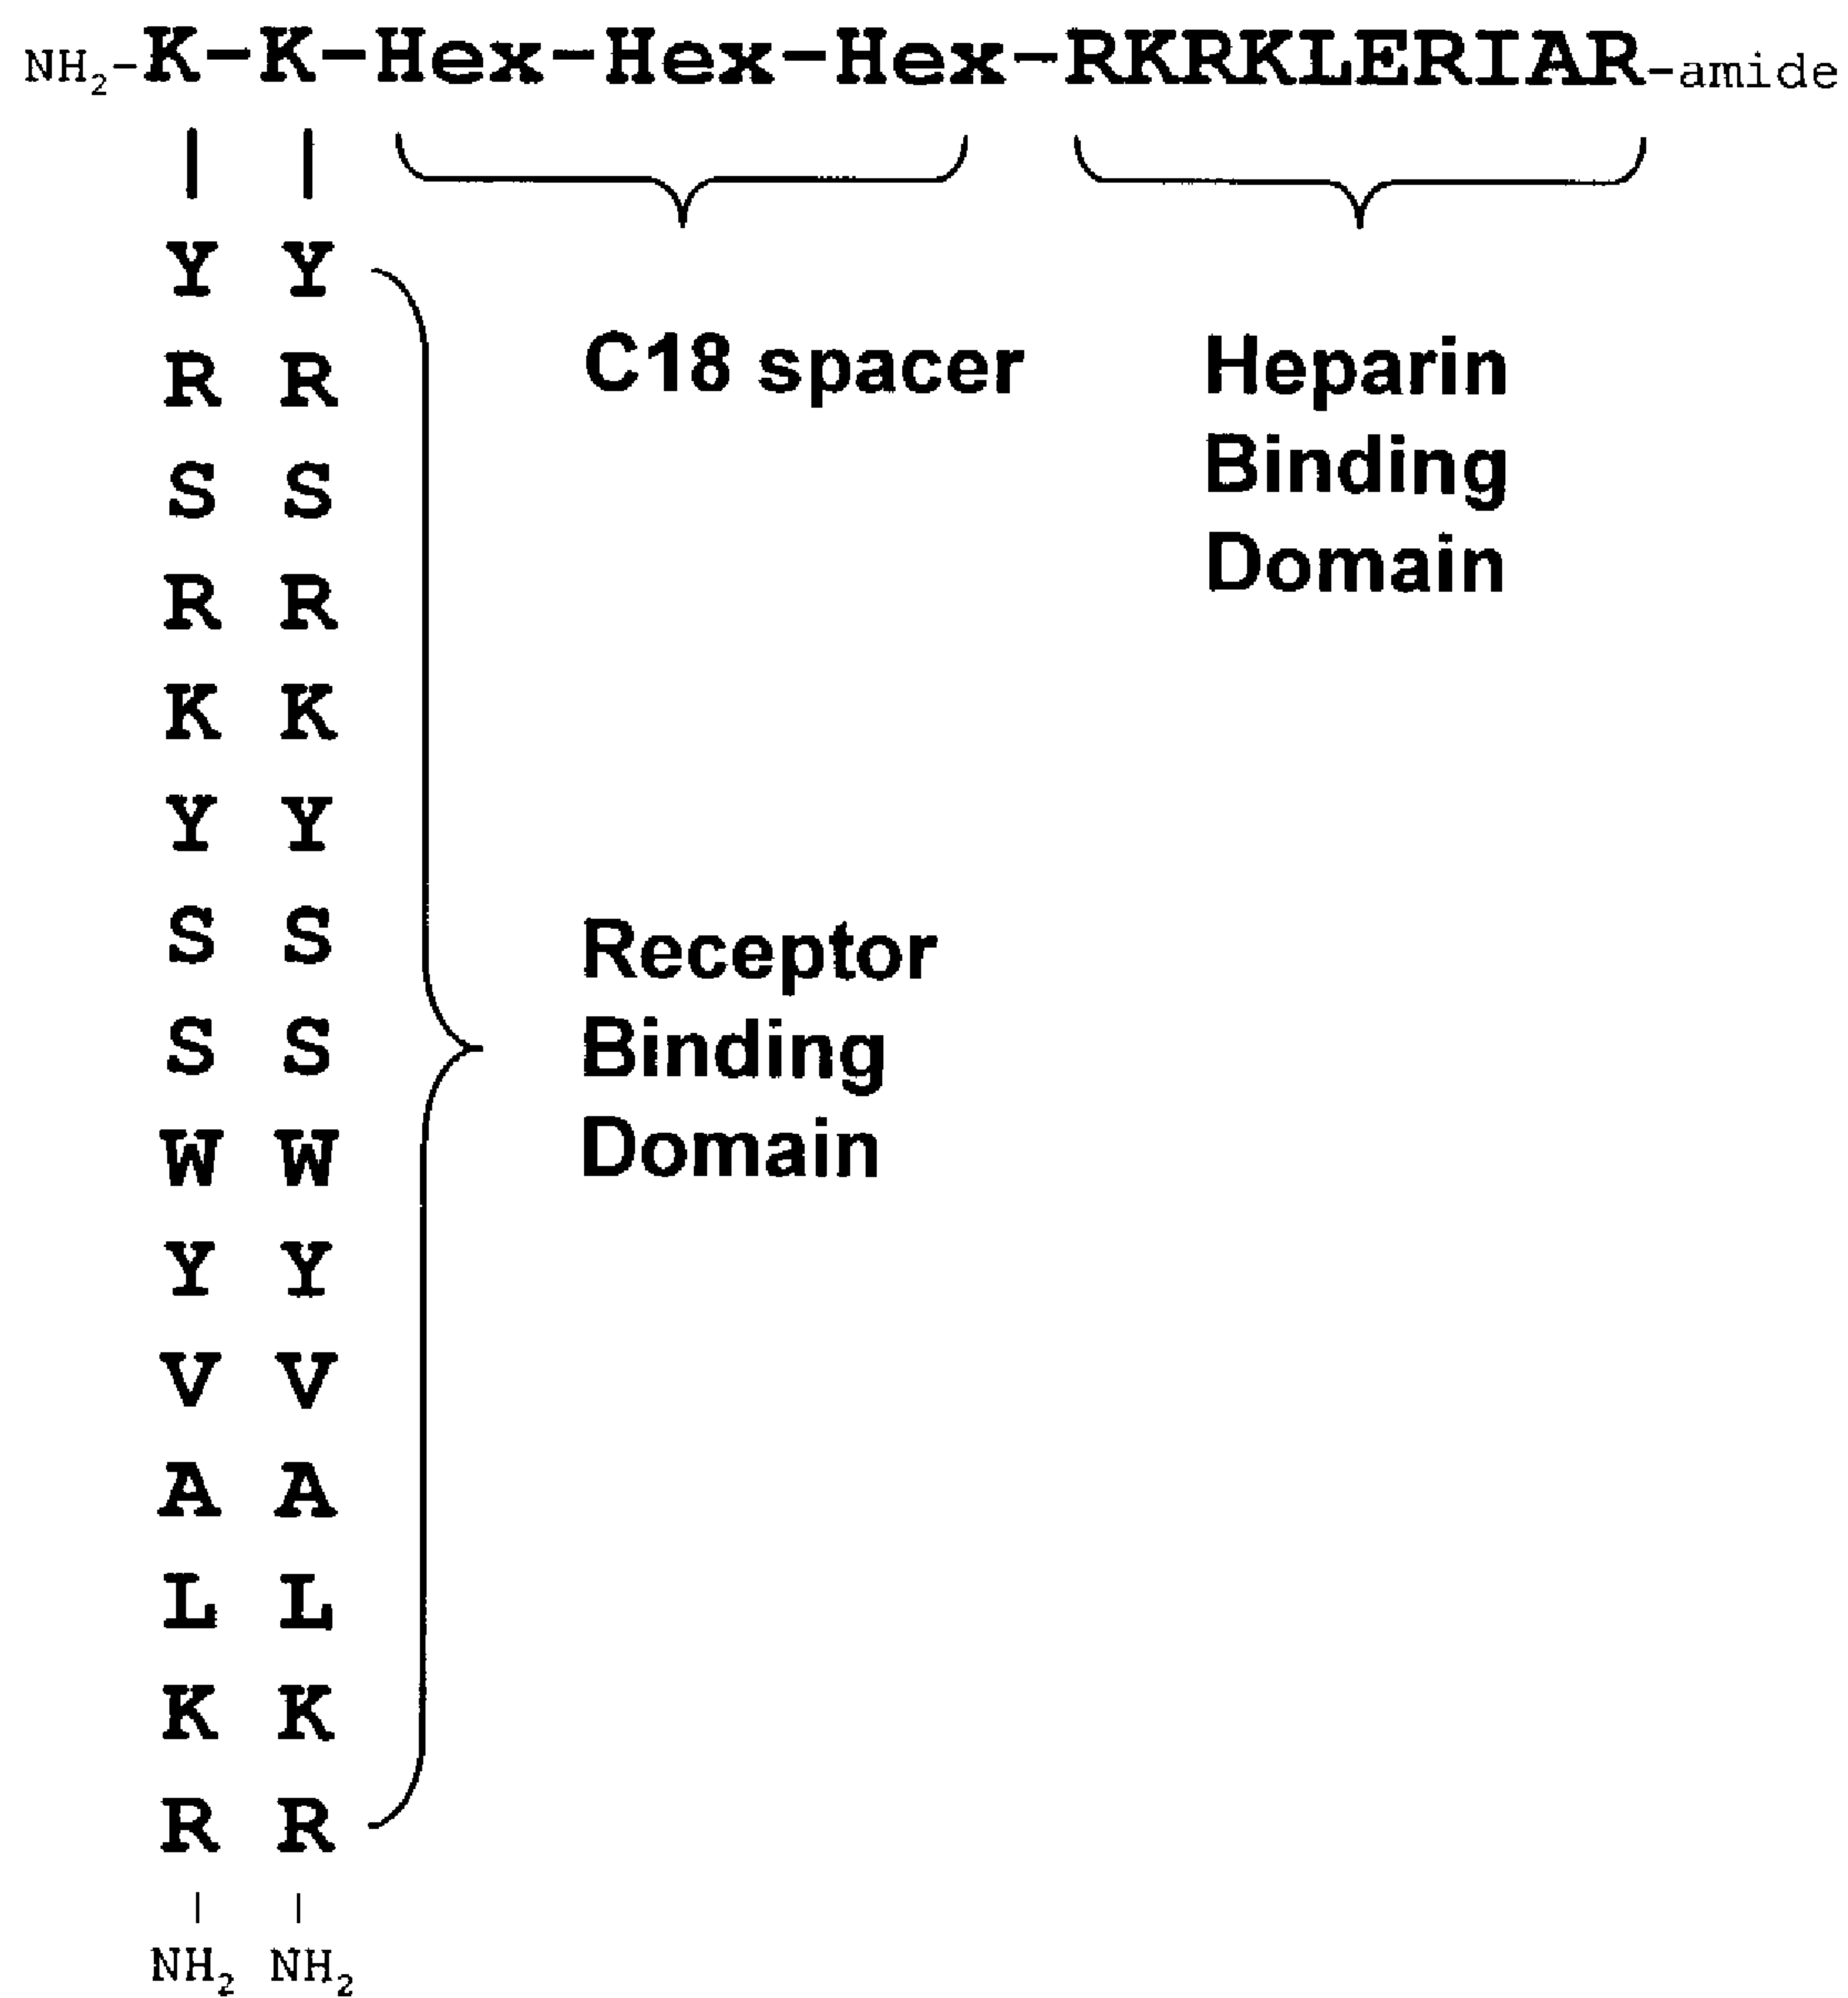 NH2-K-K-Hex-Hex-Hex-RKRKLERIAR-amide
Y Y
R R
C18 spacer
Heparin
Binding
Domain
S S
R R
K K
Y Y
S S
S S
Receptor
Binding
Domain
W W
Y Y
V V
A A
L L
K K
R R
NH2 NH2